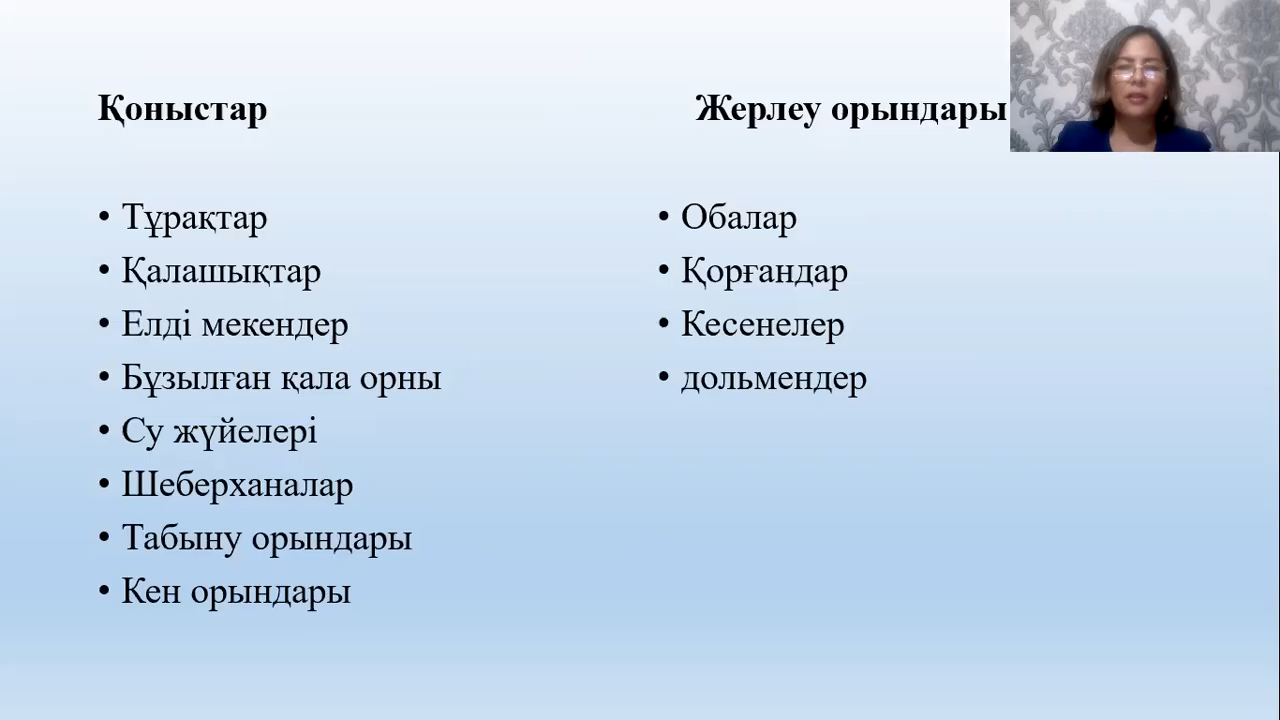 Қоныстар
Тұрақтар
Қалашықтар
Елді мекендер
Бұзылған қала орны
Су жүйелері
Шеберханалар
Табыну орындары
Кен орындары
Жерлеу орындары
Обалар
Қорғандар
Кесенелер
дольмендер